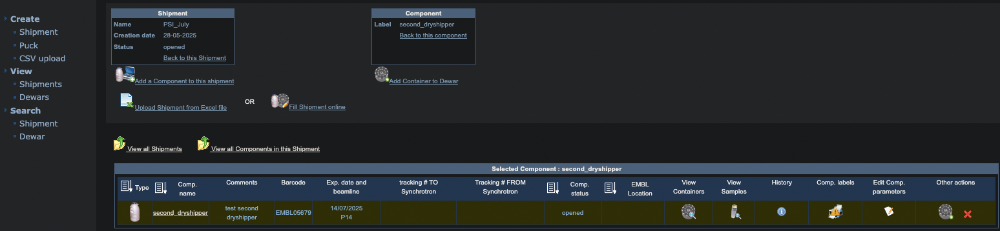 Create
Shipment
Puck
CSV upload
View
Shipments
Dewars
Search
Shipment
Dewar
Shipment
Name PSI_July
Creation date 28-05-2025
Status opened
Back to this Shipment
Component
Label second_dryshipper
Back to this component
Add a Component to this shipment
Add Container to Dewar
Upload Shipment from Excel file
OR
Fill Shipment online
View all Shipments
View all Components in this Shipment
Selected Component : second_dryshipper
Type
Comp.
name
Comments
Barcode
Exp. date and
beamline
tracking # TO
Synchrotron
Tracking # FROM
Synchrotron
Comp.
status
EMBL
Location
View
Containers
View
Samples
History
Comp. labels
Edit Comp.
parameters
Other actions
second_dryshipper
test second
dryshipper
EMBL05679
14/07/2025
P14
opened